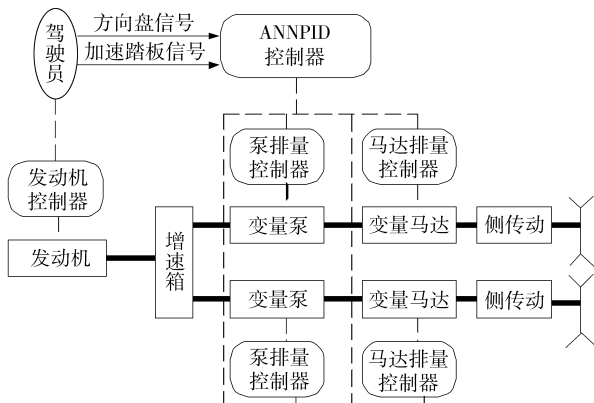 驾驶员
方向盘信号
加速踏板信号
ANNPID
控制器
泵排量
控制器
马达排量
控制器
发动机
控制器
变量泵
变量马达
侧传动
增速箱
发动机
变量泵
变量马达
侧传动
泵排量
控制器
马达排量
控制器